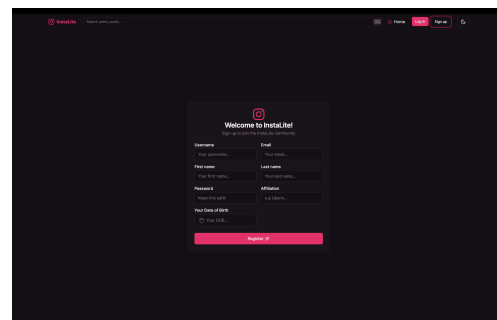 InstaLite
Search users, posts...
Home
Log in
Sign up
Welcome to InstaLite!
Sign up to join the InstaLite community
Username
Email
Your username...
Your email...
First name
Last name
Your first name...
Your last name...
Password
Affiliation
Keep this safe!
e.g. Upenn...
Your Date of Birth
Your DOB...
Register